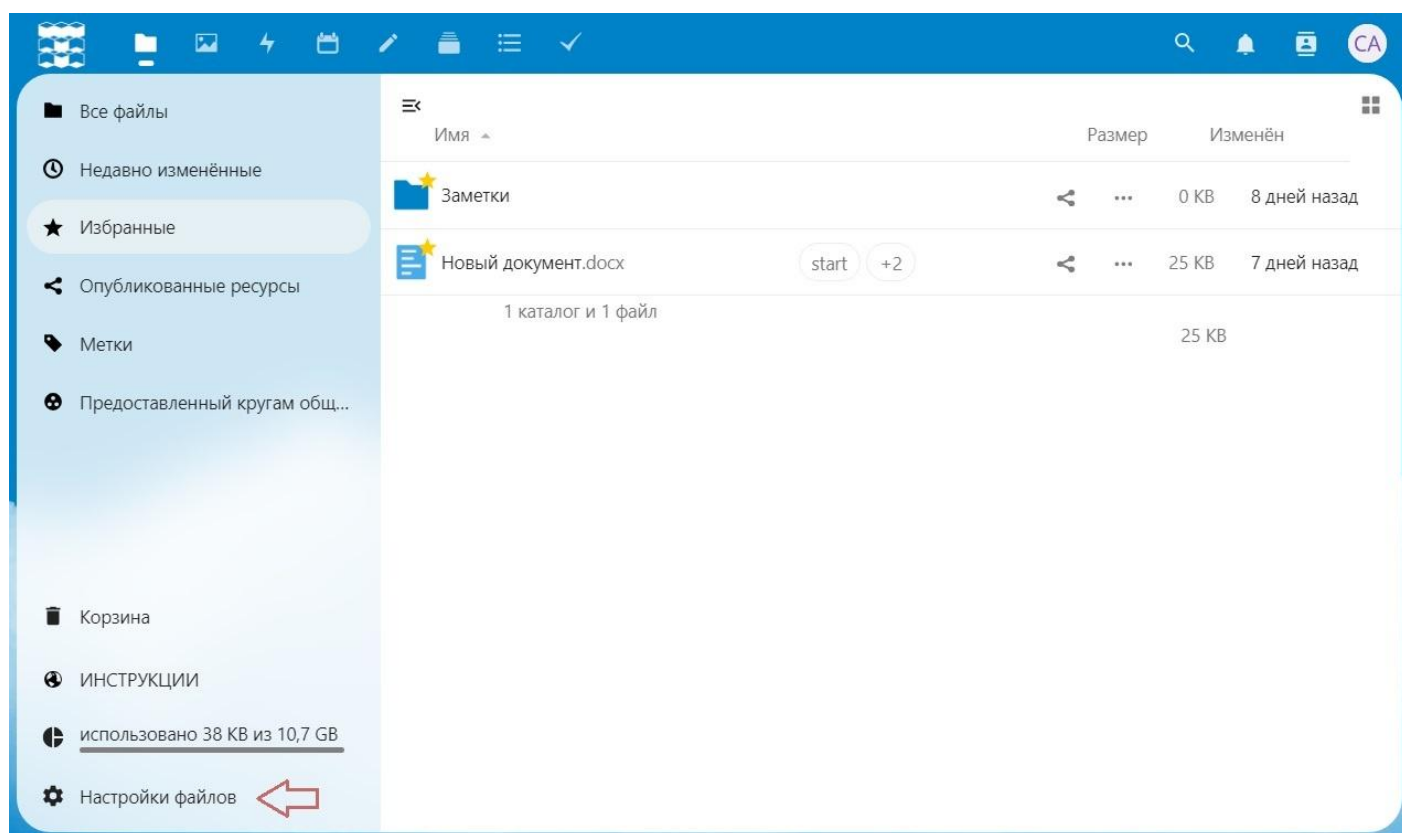 СА
Все файлы
Недавно изменённые
Избранные
Опубликованные ресурсы
Метки
Предоставленный кругам общ...
Корзина
ИНСТРУКЦИИ
использовано 38 KB из 10,7 GB
Настройки файлов
Имя Размер Изменён
Заметки 0 KB 8 дней назад
Новый документ.docx start +2 25 KB 7 дней назад
1 каталог и 1 файл
25 KB